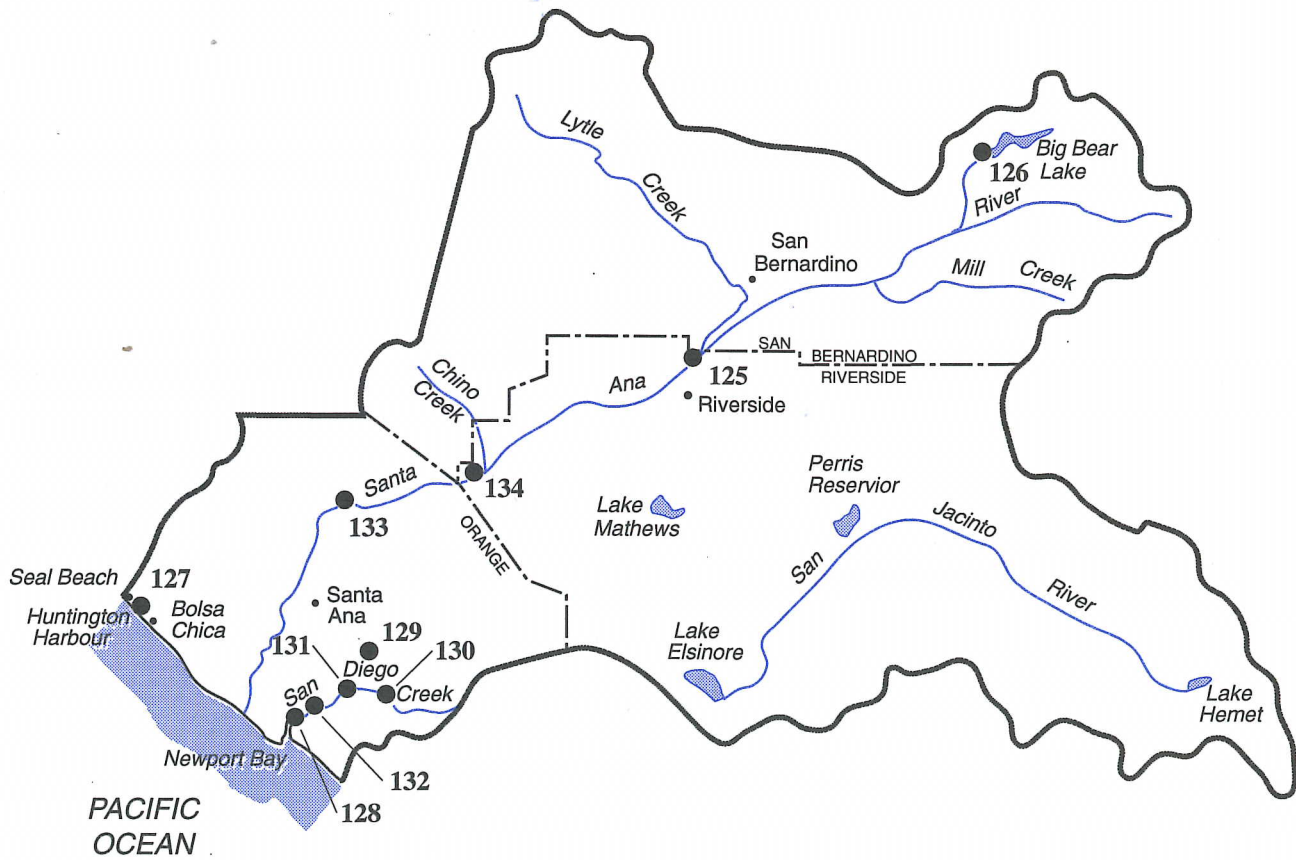 Lytle
Creek
Big Bear
Lake
126
River
San
Bernardino
Mill Creek
SAN
BERNARDINO
RIVERSIDE
125
Riverside
Ana
Chino
Creek
134
Santa
133
ORANGE
Lake
Mathews
Perris
Reservior
San
Jacinto
River
Lake
Elsinore
Lake
Hemet
Seal Beach
127
Huntington
Harbour
Bolsa
Chica
Santa
Ana
129
131
130
San
Diego
Creek
Newport Bay
132
128
PACIFIC
OCEAN